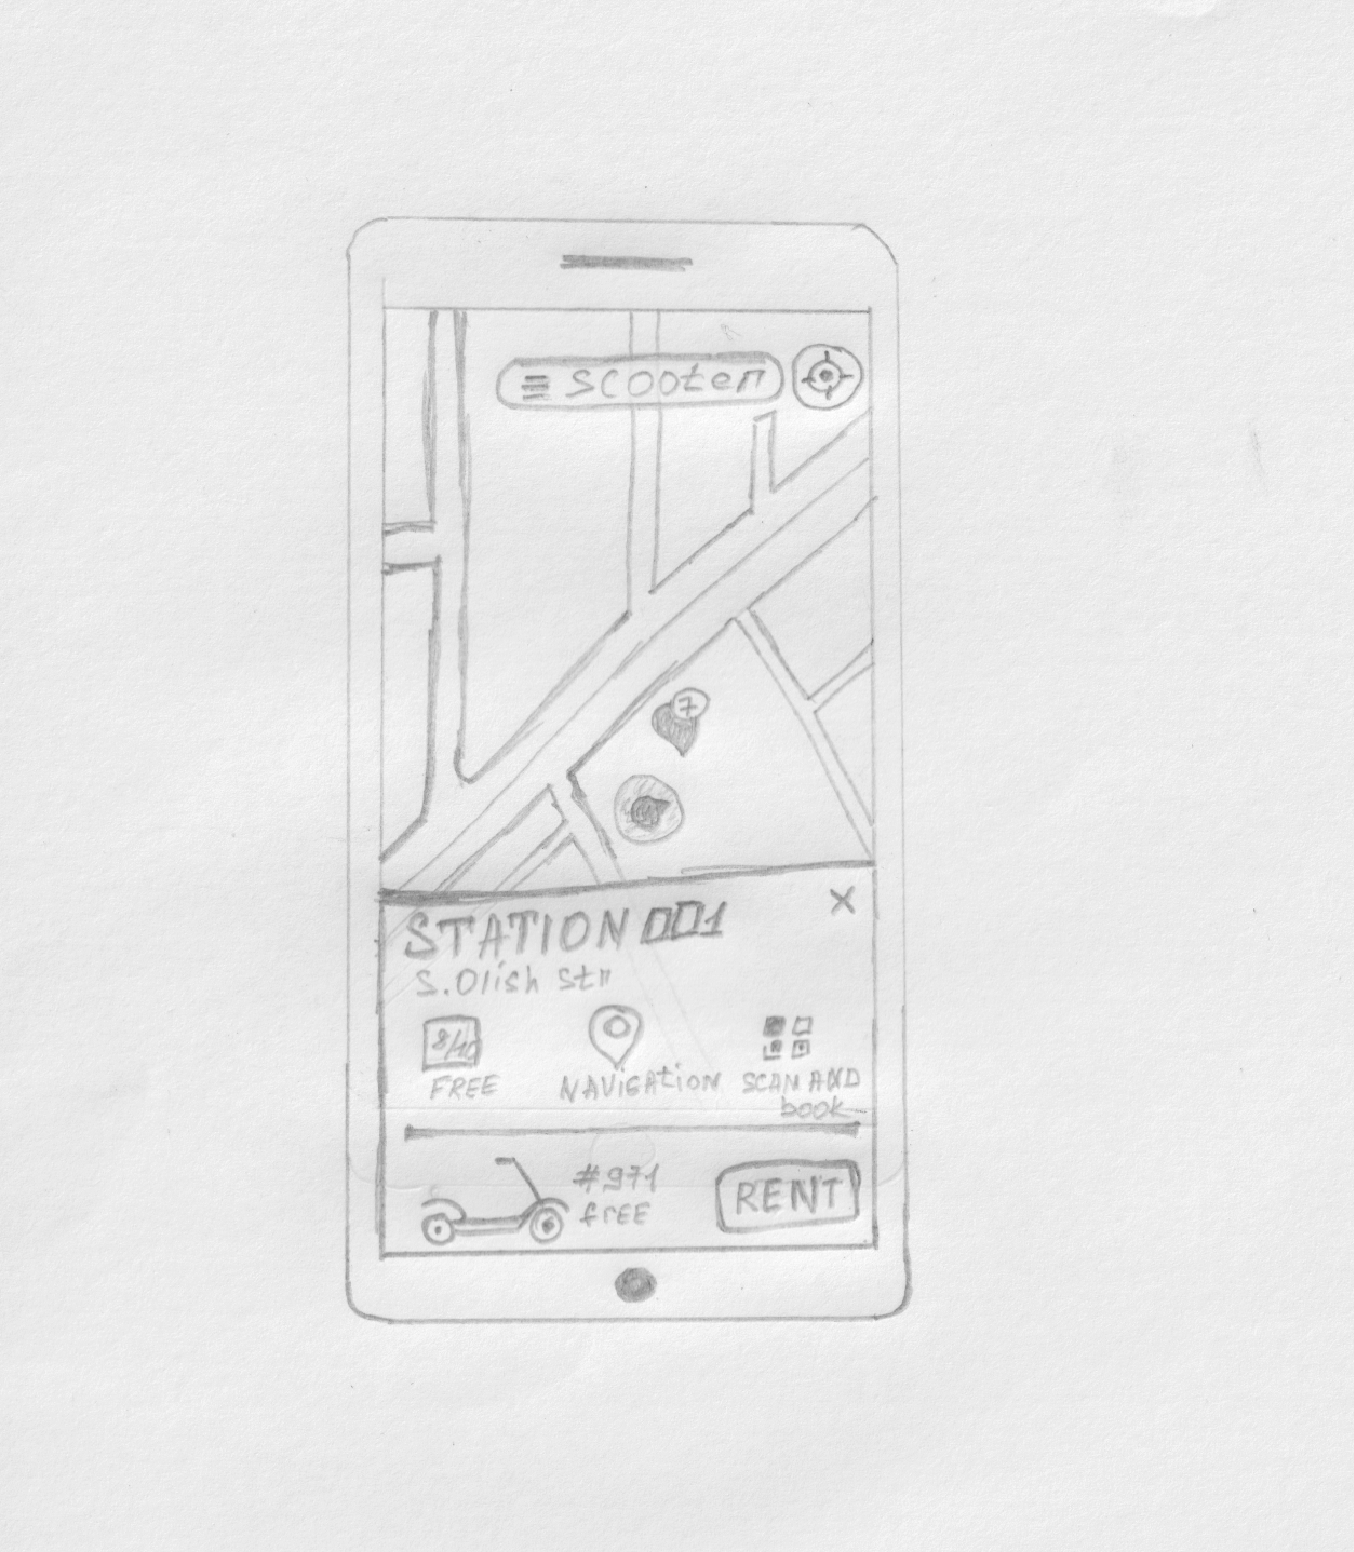 scooter
7
STATION 001
S.Olish str
8/10
FREE
NAViGAtioN
SCAN AND
book
#971
fREE
RENT
X